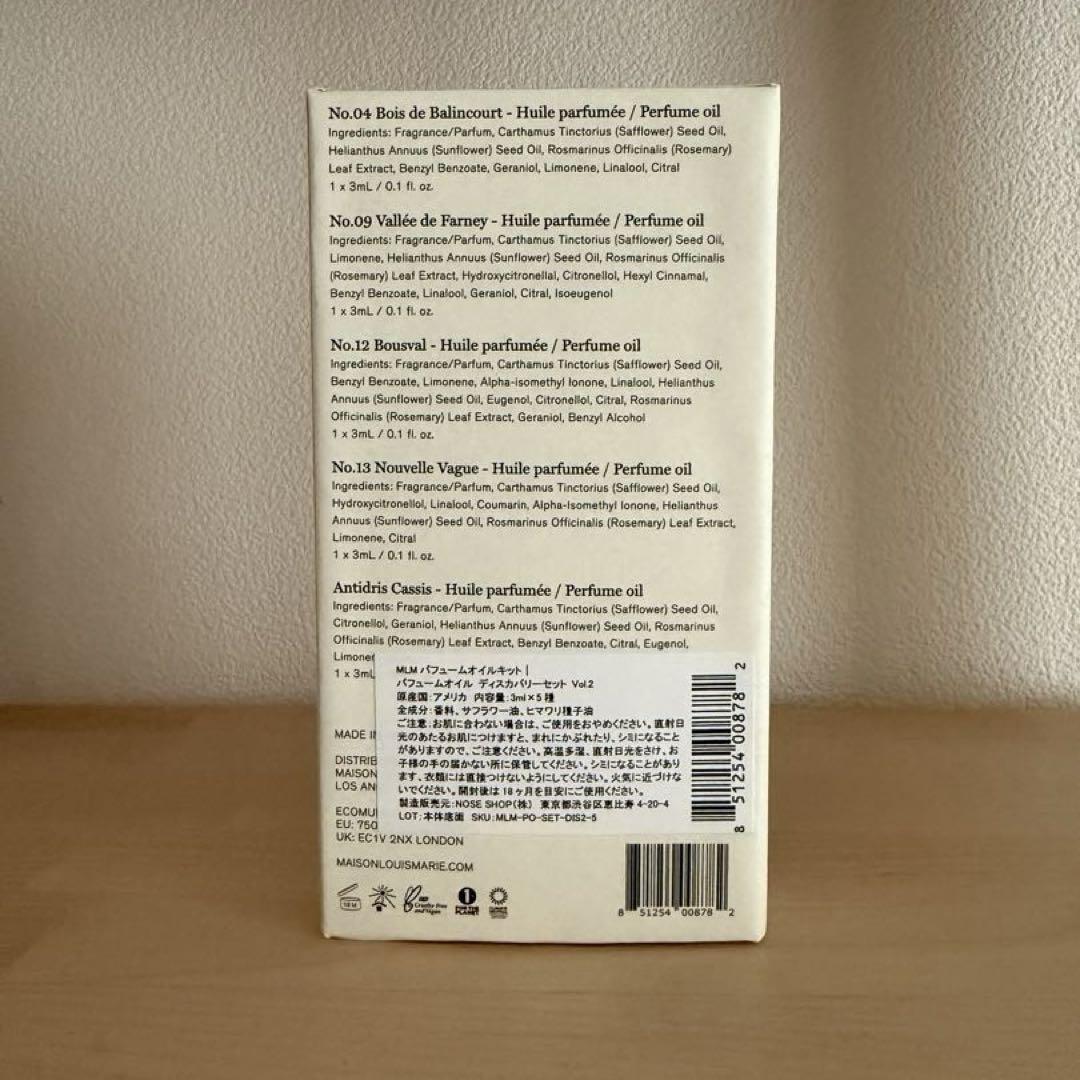 No.04 Bois de Balincourt - Huile parfumée / Perfume oil
Ingredients: Fragrance/Parfum, Carthamus Tinctorius (Safflower) Seed Oil,
Helianthus Annuus (Sunflower) Seed Oil, Rosmarinus Officinalis (Rosemary)
Leaf Extract, Benzyl Benzoate, Geraniol, Limonene, Linalool, Citral
1 x 3mL / 0.1 fl. oz.
No.09 Vallée de Farney - Huile parfumée / Perfume oil
Ingredients: Fragrance/Parfum, Carthamus Tinctorius (Safflower) Seed Oil,
Limonene, Helianthus Annuus (Sunflower) Seed Oil, Rosmarinus Officinalis
(Rosemary) Leaf Extract, Hydroxycitronellal, Citronellol, Hexyl Cinnamal,
Benzyl Benzoate, Linalool, Geraniol, Citral, Isoeugenol
1 x 3mL / 0.1 fl. oz.
No.12 Bousval - Huile parfumée / Perfume oil
Ingredients: Fragrance/Parfum, Carthamus Tinctorius (Safflower) Seed Oil,
Benzyl Benzoate, Limonene, Alpha-isomethyl Ionone, Linalool, Helianthus
Annuus (Sunflower) Seed Oil, Eugenol, Citronellol, Citral, Rosmarinus
Officinalis (Rosemary) Leaf Extract, Geraniol, Benzyl Alcohol
1 x 3mL / 0.1 fl. oz.
No.13 Nouvelle Vague - Huile parfumée / Perfume oil
Ingredients: Fragrance/Parfum, Carthamus Tinctorius (Safflower) Seed Oil,
Hydroxycitronellol, Linalool, Coumarin, Alpha-Isomethyl Ionone, Helianthus
Annuus (Sunflower) Seed Oil, Rosmarinus Officinalis (Rosemary) Leaf Extract,
Limonene, Citral
1 x 3mL / 0.1 fl. oz.
Antidris Cassis - Huile parfumée / Perfume oil
Ingredients: Fragrance/Parfum, Carthamus Tinctorius (Safflower) Seed Oil,
Citronellol, Geraniol, Helianthus Annuus (Sunflower) Seed Oil, Rosmarinus
Officinalis (Rosemary) Leaf Extract, Benzyl Benzoate, Citral, Eugenol,
Limone
1 x 3mL
MLM パフュームオイルキット |
パフュームオイル ディスカバリーセット Vol.2
原産国:アメリカ 内容量:3ml×5種
全成分:香料、サフラワー油、ヒマワリ種子油
ご注意:お肌に合わない場合は、ご使用をおやめください。直射日
光のあたるお肌につけますと、まれにかぶれたり、シミになること
がありますので、ご注意ください。高温多湿、直射日光をさけ、お
子様の手の届かない所に保管してください。シミになることがあり
ます、衣類には直接つけないようにしてください。火気に近づけな
いでください。開封後は18ヶ月を目安にご使用ください。
製造販売元:NOSE SHOP(株) 東京都渋谷区恵比寿 4-20-4
LOT:本体底面 SKU:MLM-PO-SET-DIS2-5
8 51254 00878 2
MADE I
DISTRIB
MAISON
LOS AN
ECOMU
EU: 750
UK: EC1V 2NX LONDON
MAISONLOUISMARIE.COM
18 M
Cruelty Free
and Vegan
1
FOR THE
PLANET
8 51254 00878 2